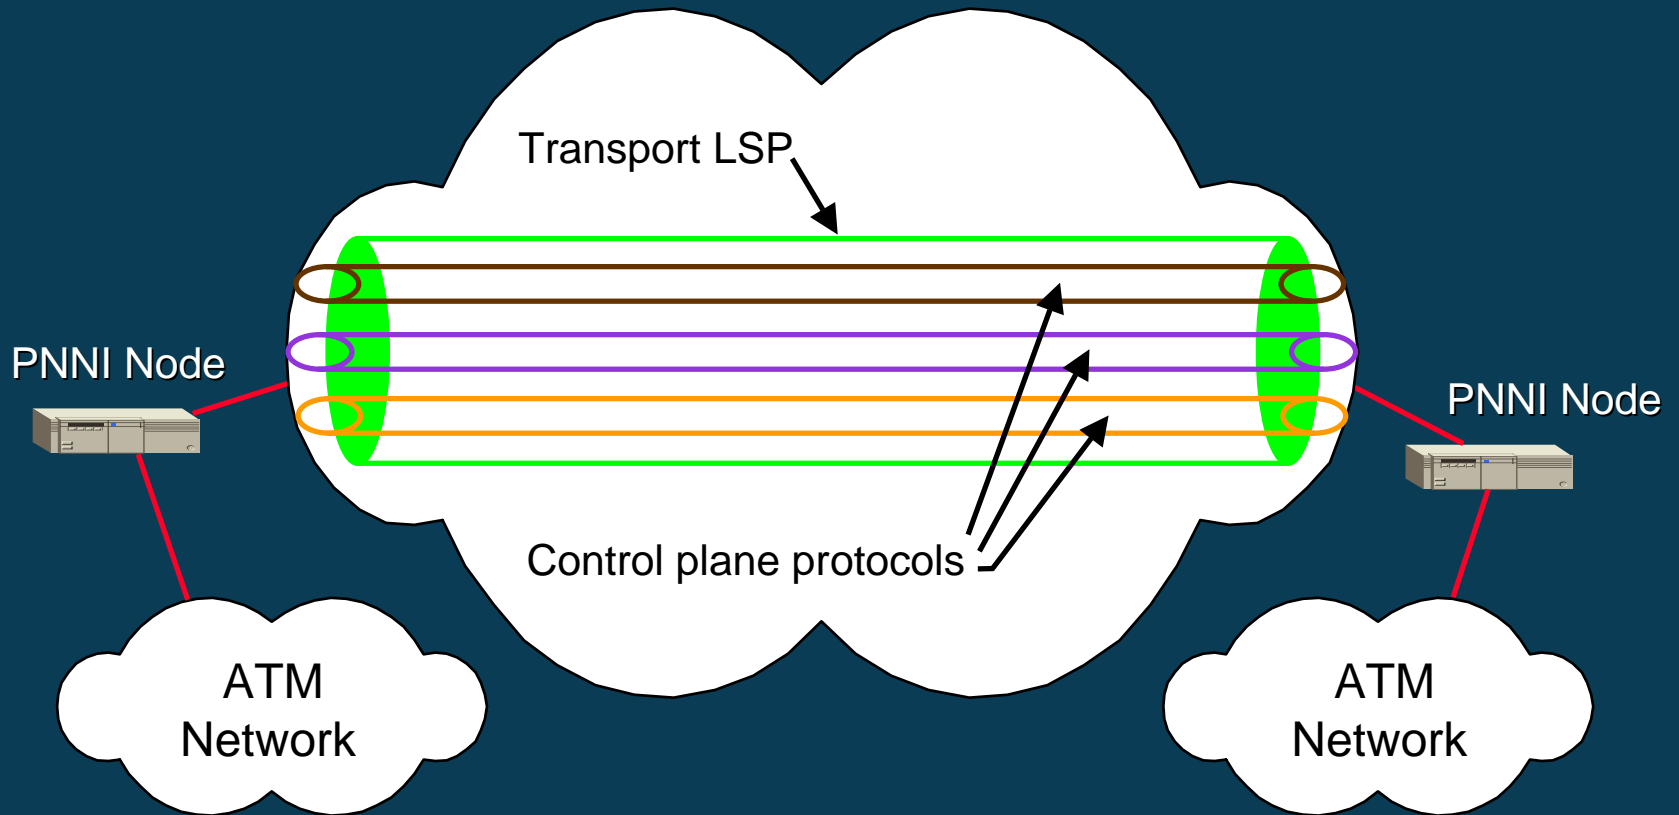 Transport LSP
PNNI Node
PNNI Node
Control plane protocols
ATM
Network
ATM
Network